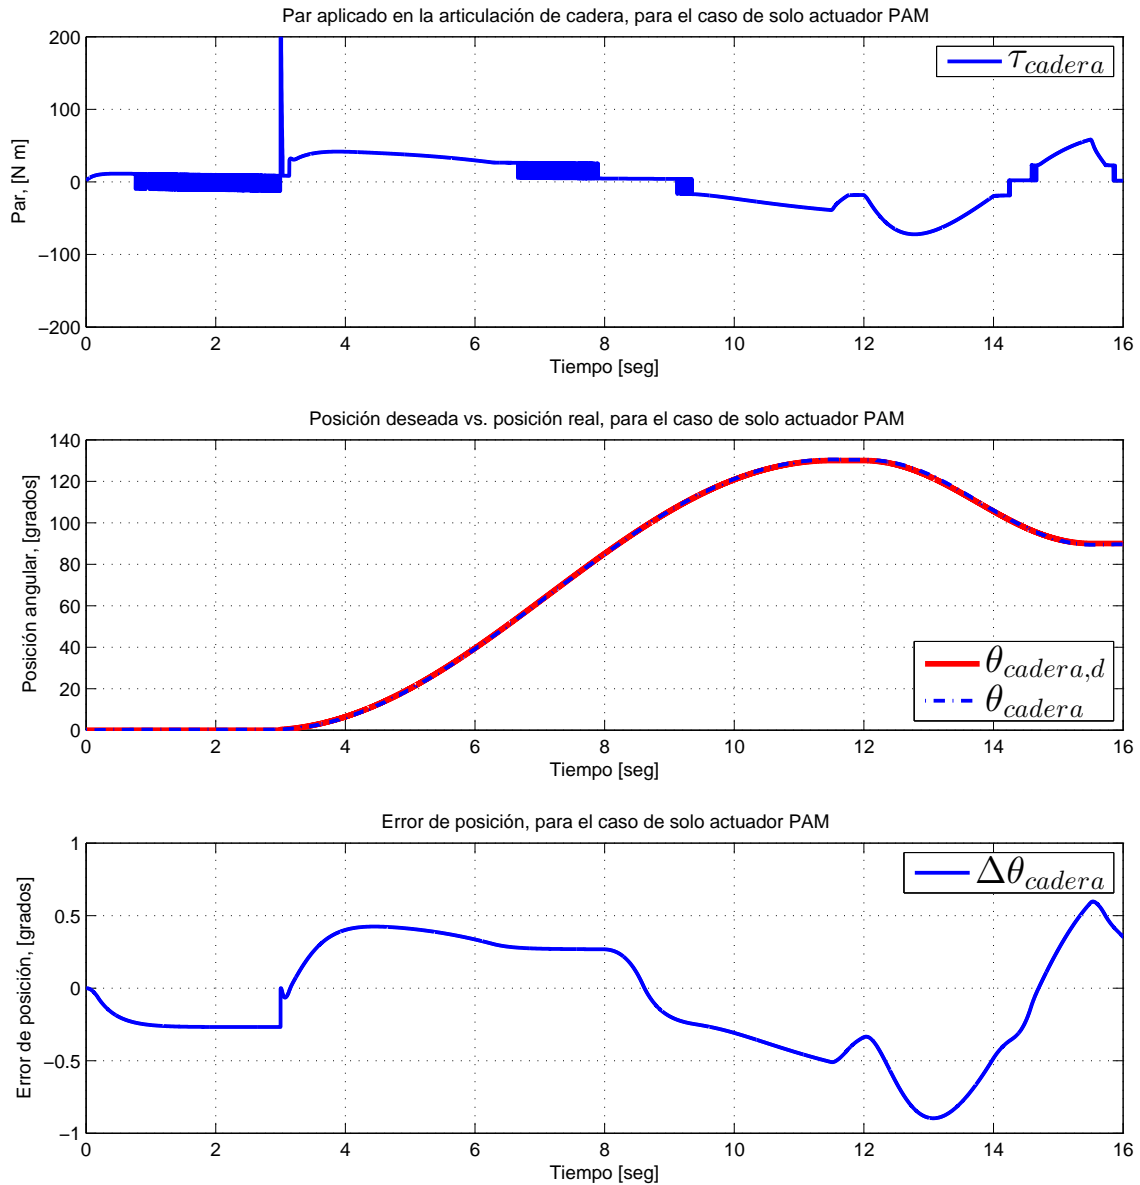 Par aplicado en la articulación de cadera, para el caso de solo actuador PAM
Par, [N m]
200
100
0
−100
−200
τcadera
0 2 4 6 8 10 12 14 16
Tiempo [seg]
Posición deseada vs. posición real, para el caso de solo actuador PAM
Posición angular, [grados]
140
120
100
80
60
40
20
0
θcadera,d
θcadera
0 2 4 6 8 10 12 14 16
Tiempo [seg]
Error de posición, para el caso de solo actuador PAM
Error de posición, [grados]
1
0.5
0
−0.5
−1
Δθcadera
0 2 4 6 8 10 12 14 16
Tiempo [seg]